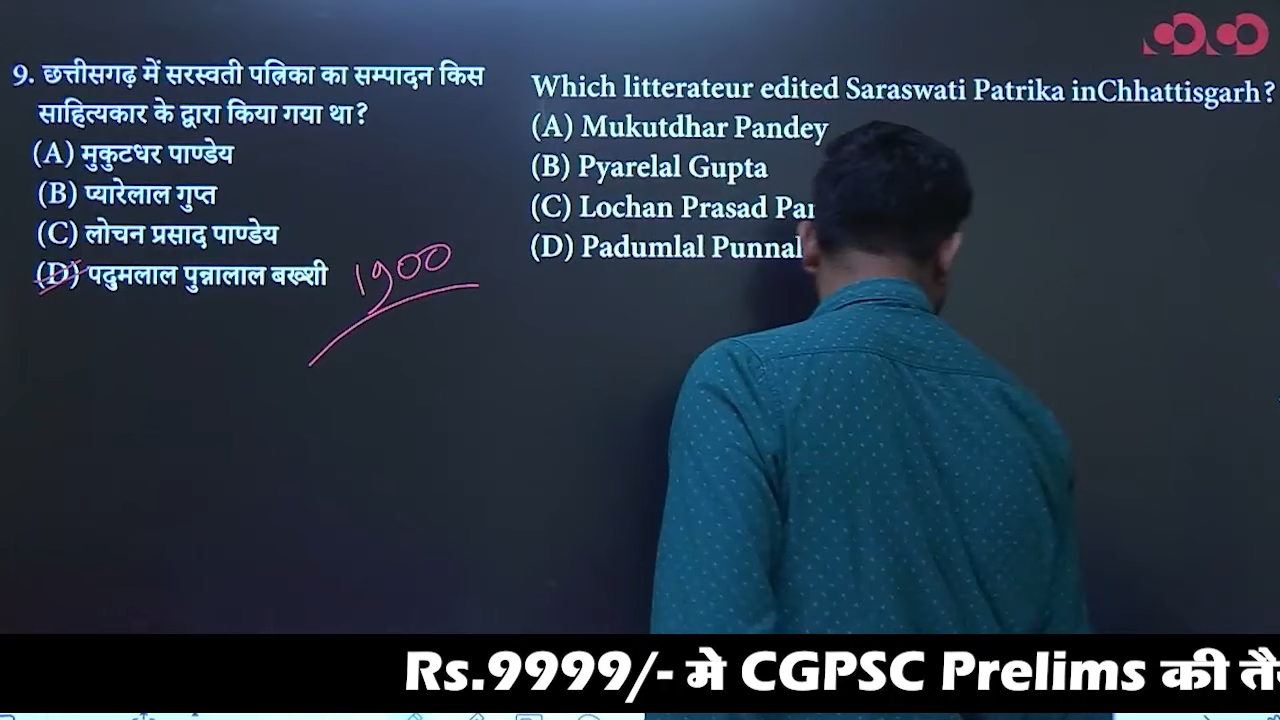 9. छत्तीसगढ़ में सरस्वती पत्रिका का सम्पादन किस
साहित्यकार के द्वारा किया गया था?
(A) मुकुटधर पाण्डेय
(B) प्यारेलाल गुप्त
(C) लोचन प्रसाद पाण्डेय
(D) पदुमलाल पुन्नालाल बख्शी
1900
Which litterateur edited Saraswati Patrika inChhattisgarh?
(A) Mukutdhar Pandey
(B) Pyarelal Gupta
(C) Lochan Prasad
(D) Padumlal
Rs.9999/- मे CGPSC Prelims की